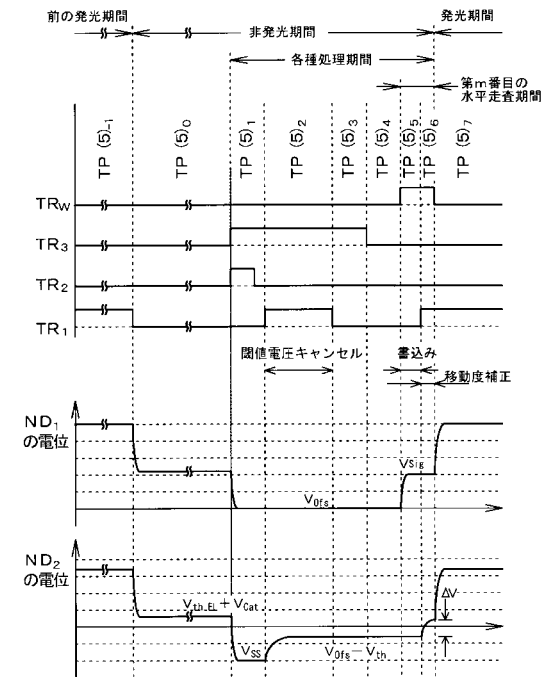 前の発光期間
非発光期間
発光期間
各種処理期間
第m番目の
水平走査期間
TP (5)-1
TP (5)0
TP (5)1
TP (5)2
TP (5)3
TP (5)4
TP (5)5
TP (5)6
TP (5)7
TRW
TR3
TR2
TR1
閾値電圧キャンセル
書込み
移動度補正
ND1
の電位
VSig
VOfs
ND2
の電位
Vth_EL+VCat
ΔV
VSS
VOfs−Vth